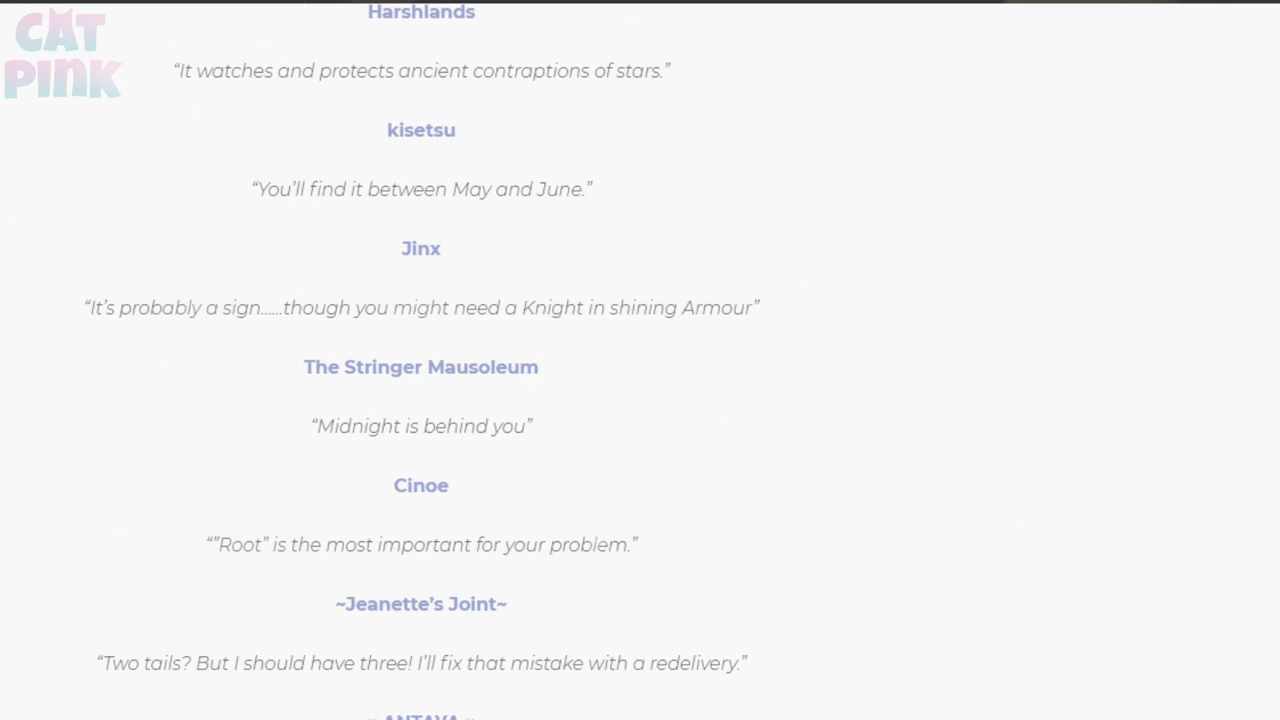 CAT
PINK
Harshlands
“It watches and protects ancient contraptions of stars.”
kisetsu
“You’ll find it between May and June.”
Jinx
“It’s probably a sign……though you might need a Knight in shining Armour”
The Stringer Mausoleum
“Midnight is behind you”
Cinoe
“”Root” is the most important for your problem.”
~Jeanette’s Joint~
“Two tails? But I should have three! I’ll fix that mistake with a redelivery.”